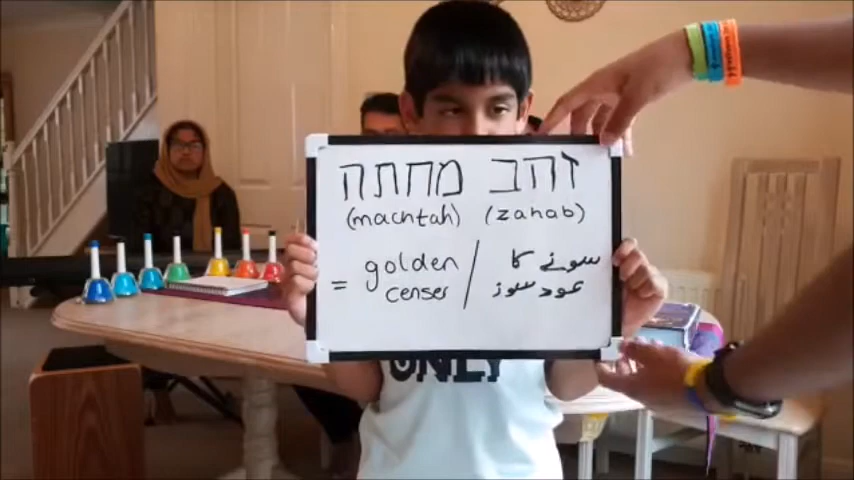 זהב מחתה
(machtah) (zahab)
= golden / سونے کا
censer / عود سوز
ONLY